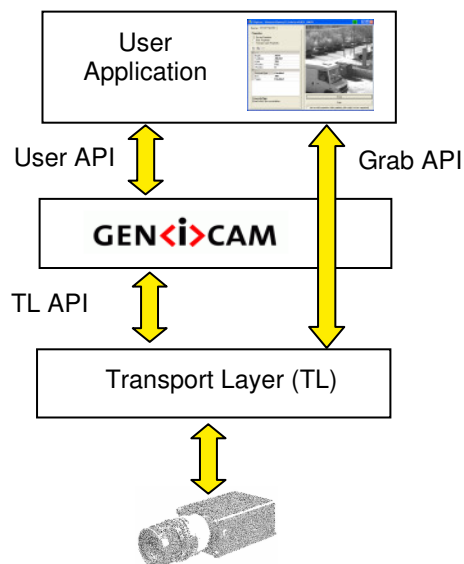 User
Application
User API
Grab API
GEN<i>CAM
TL API
Transport Layer (TL)